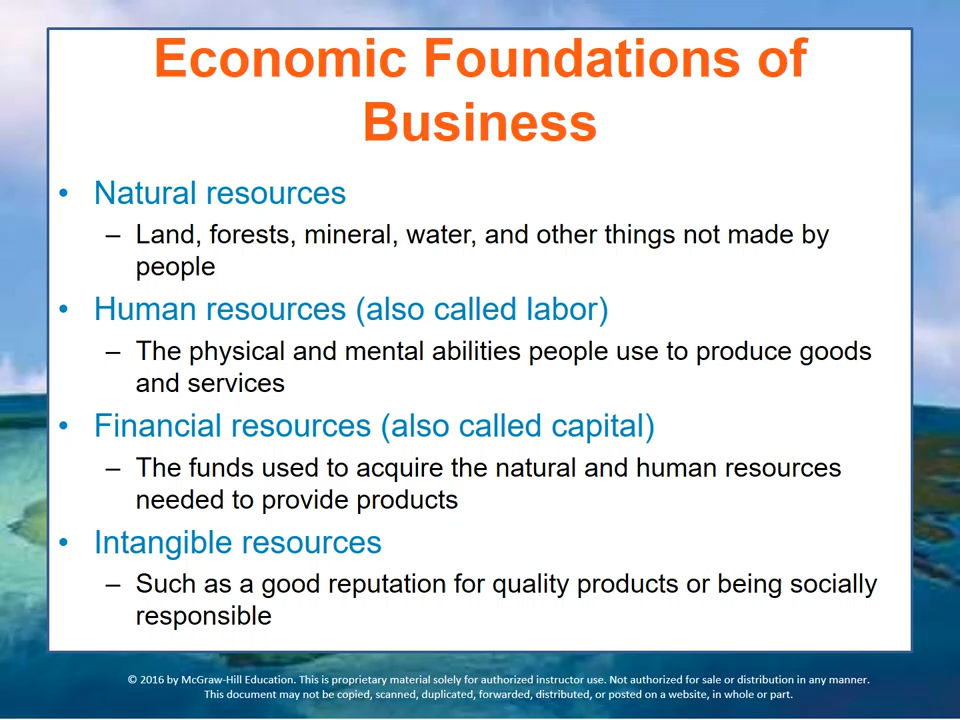 Economic Foundations of
Business
• Natural resources
– Land, forests, mineral, water, and other things not made by
people
• Human resources (also called labor)
– The physical and mental abilities people use to produce goods
and services
• Financial resources (also called capital)
– The funds used to acquire the natural and human resources
needed to provide products
• Intangible resources
– Such as a good reputation for quality products or being socially
responsible
© 2016 by McGraw-Hill Education. This is proprietary material solely for authorized instructor use. Not authorized for sale or distribution in any manner.
This document may not be copied, scanned, duplicated, forwarded, distributed, or posted on a website, in whole or part.